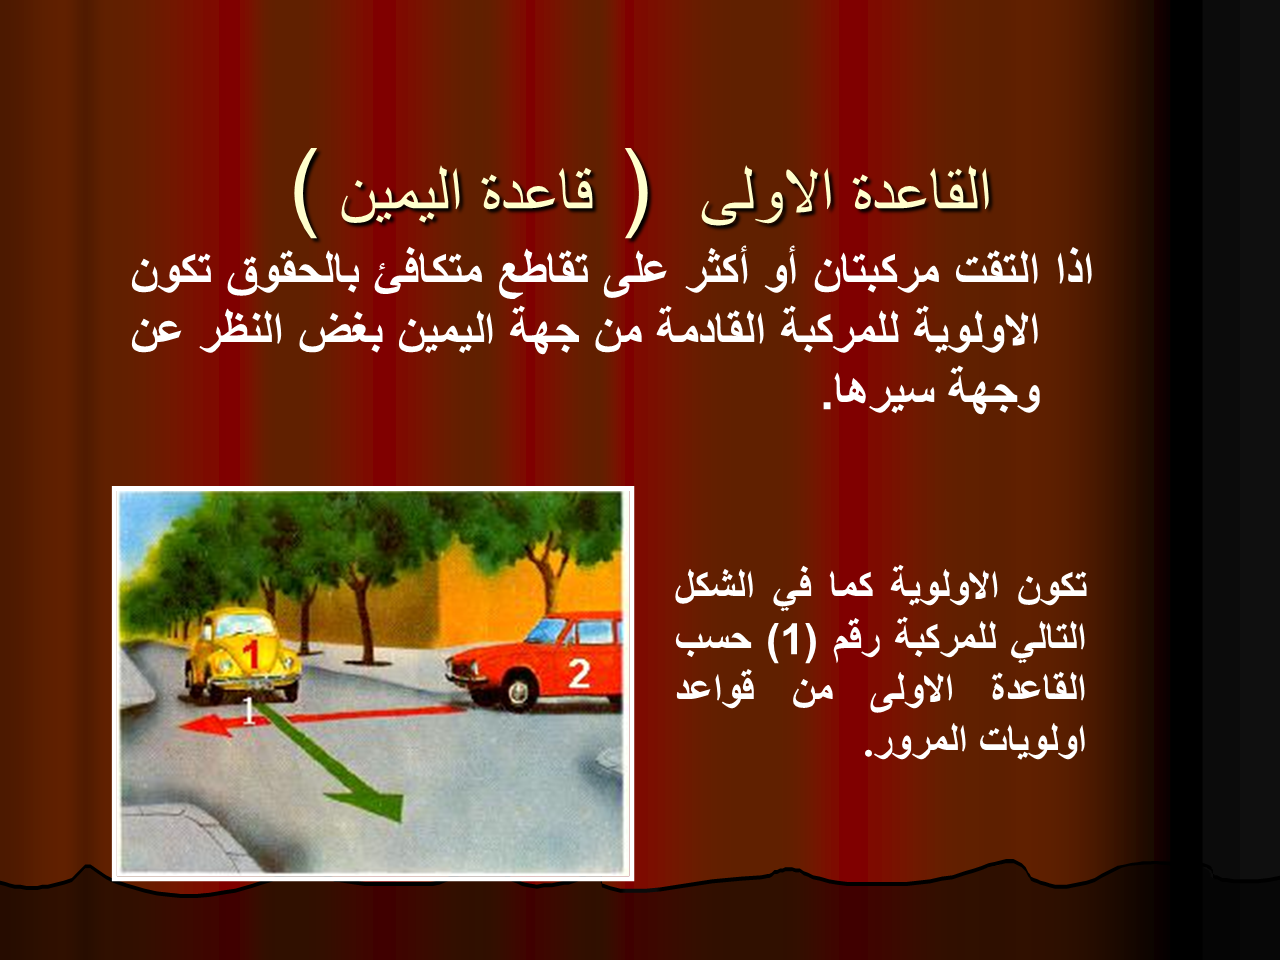 القاعدة الاولى ( قاعدة اليمين )
اذا التقت مركبتان أو أكثر على تقاطع متكافئ بالحقوق تكون
الاولوية للمركبة القادمة من جهة اليمين بغض النظر عن
وجهة سيرها.
تكون الاولوية كما في الشكل
التالي للمركبة رقم (1) حسب
القاعدة الاولى من قواعد
اولويات المرور.
1
2
1